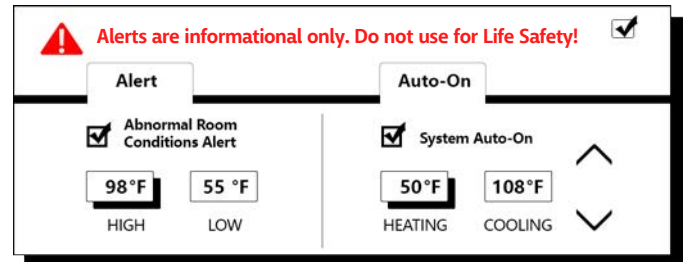 Alerts are informational only. Do not use for Life Safety!
Alert
Auto-On
Abnormal Room
Conditions Alert
System Auto-On
98°F 55 °F
50°F 108°F
HIGH LOW
HEATING COOLING